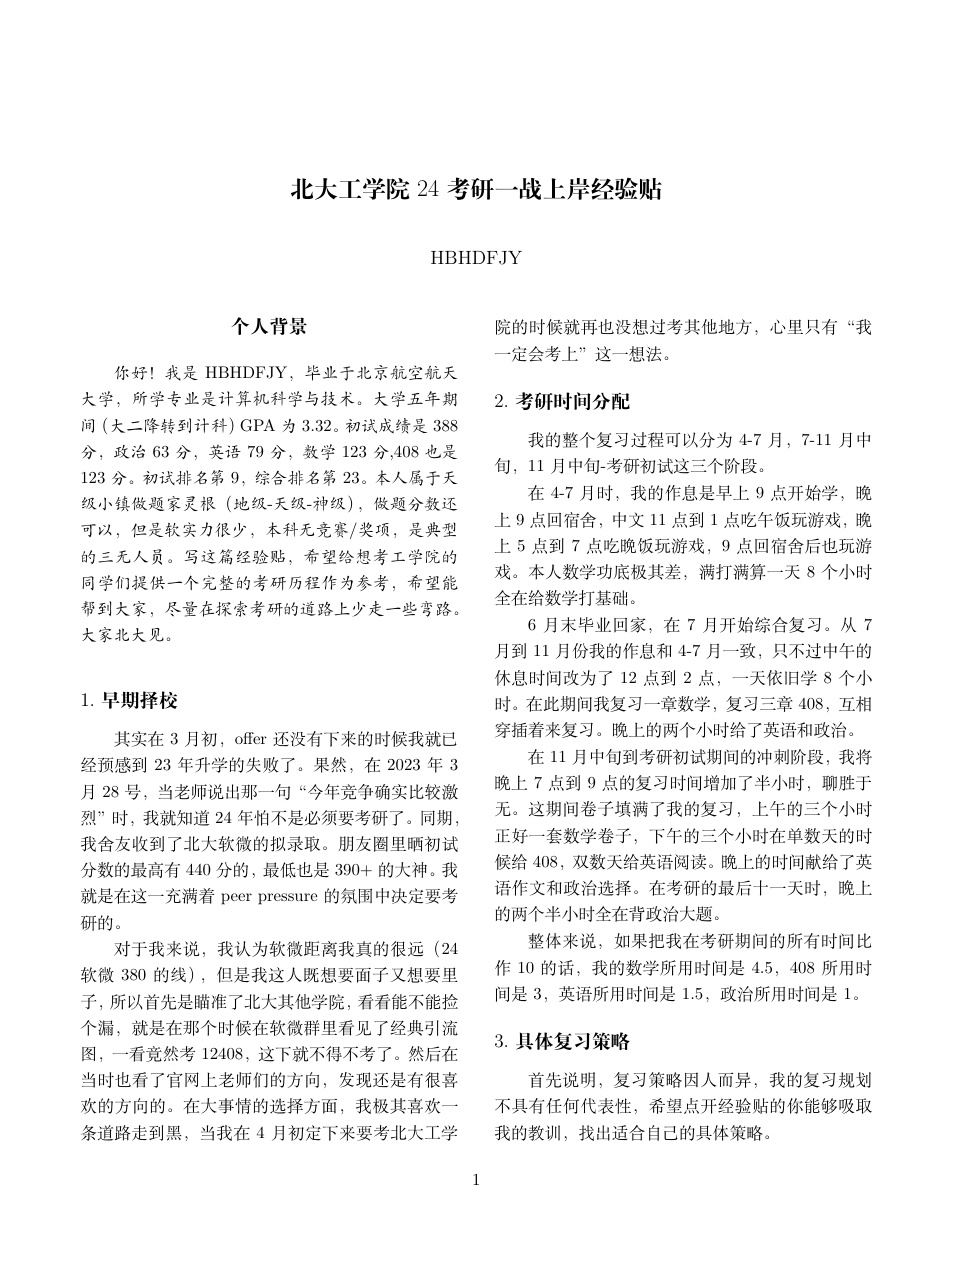 北大工学院 24 考研一战上岸经验贴
HBHDFJY
个人背景
你好！我是 HBHDFJY，毕业于北京航空航天
大学，所学专业是计算机科学与技术。大学五年期
间（大二降转到计科）GPA 为 3.32。初试成绩是 388
分，政治 63 分，英语 79 分，数学 123 分,408 也是
123 分。初试排名第 9，综合排名第 23。本人属于天
级小镇做题家灵根（地级-天级-神级），做题分数还
可以，但是软实力很少，本科无竞赛/奖项，是典型
的三无人员。写这篇经验贴，希望给想考工学院的
同学们提供一个完整的考研历程作为参考，希望能
帮到大家，尽量在探索考研的道路上少走一些弯路。
大家北大见。
1. 早期择校
其实在 3 月初，offer 还没有下来的时候我就已
经预感到 23 年升学的失败了。果然，在 2023 年 3
月 28 号，当老师说出那一句“今年竞争确实比较激
烈”时，我就知道 24 年怕不是必须要考研了。同期，
我舍友收到了北大软微的拟录取。朋友圈里晒初试
分数的最高有 440 分的，最低也是 390+ 的大神。我
就是在这一充满着 peer pressure 的氛围中决定要考
研的。
对于我来说，我认为软微距离我真的很远（24
软微 380 的线），但是我这人既想要面子又想要里
子，所以首先是瞄准了北大其他学院，看看能不能捡
个漏，就是在那个时候在软微群里看见了经典引流
图，一看竟然考 12408，这下就不得不考了。然后在
当时也看了官网上老师们的方向，发现还是有很喜
欢的方向的。在大事情的选择方面，我极其喜欢一
条道路走到黑，当我在 4 月初定下来要考北大工学
院的时候就再也没想过考其他地方，心里只有“我
一定会考上”这一想法。
2. 考研时间分配
我的整个复习过程可以分为 4-7 月，7-11 月中
旬，11 月中旬-考研初试这三个阶段。
在 4-7 月时，我的作息是早上 9 点开始学，晚
上 9 点回宿舍，中文 11 点到 1 点吃午饭玩游戏，晚
上 5 点到 7 点吃晚饭玩游戏，9 点回宿舍后也玩游
戏。本人数学功底极其差，满打满算一天 8 个小时
全在给数学打基础。
6 月末毕业回家，在 7 月开始综合复习。从 7
月到 11 月份我的作息和 4-7 月一致，只不过中午的
休息时间改为了 12 点到 2 点，一天依旧学 8 个小
时。在此期间我复习一章数学，复习三章 408，互相
穿插着来复习。晚上的两个小时给了英语和政治。
在 11 月中旬到考研初试期间的冲刺阶段，我将
晚上 7 点到 9 点的复习时间增加了半小时，聊胜于
无。这期间卷子填满了我的复习，上午的三个小时
正好一套数学卷子，下午的三个小时在单数天的时
候给 408，双数天给英语阅读。晚上的时间献给了英
语作文和政治选择。在考研的最后十一天时，晚上
的两个半小时全在背政治大题。
整体来说，如果把我在考研期间的所有时间比
作 10 的话，我的数学所用时间是 4.5，408 所用时
间是 3，英语所用时间是 1.5，政治所用时间是 1。
3. 具体复习策略
首先说明，复习策略因人而异，我的复习规划
不具有任何代表性，希望点开经验贴的你能够吸取
我的教训，找出适合自己的具体策略。
1